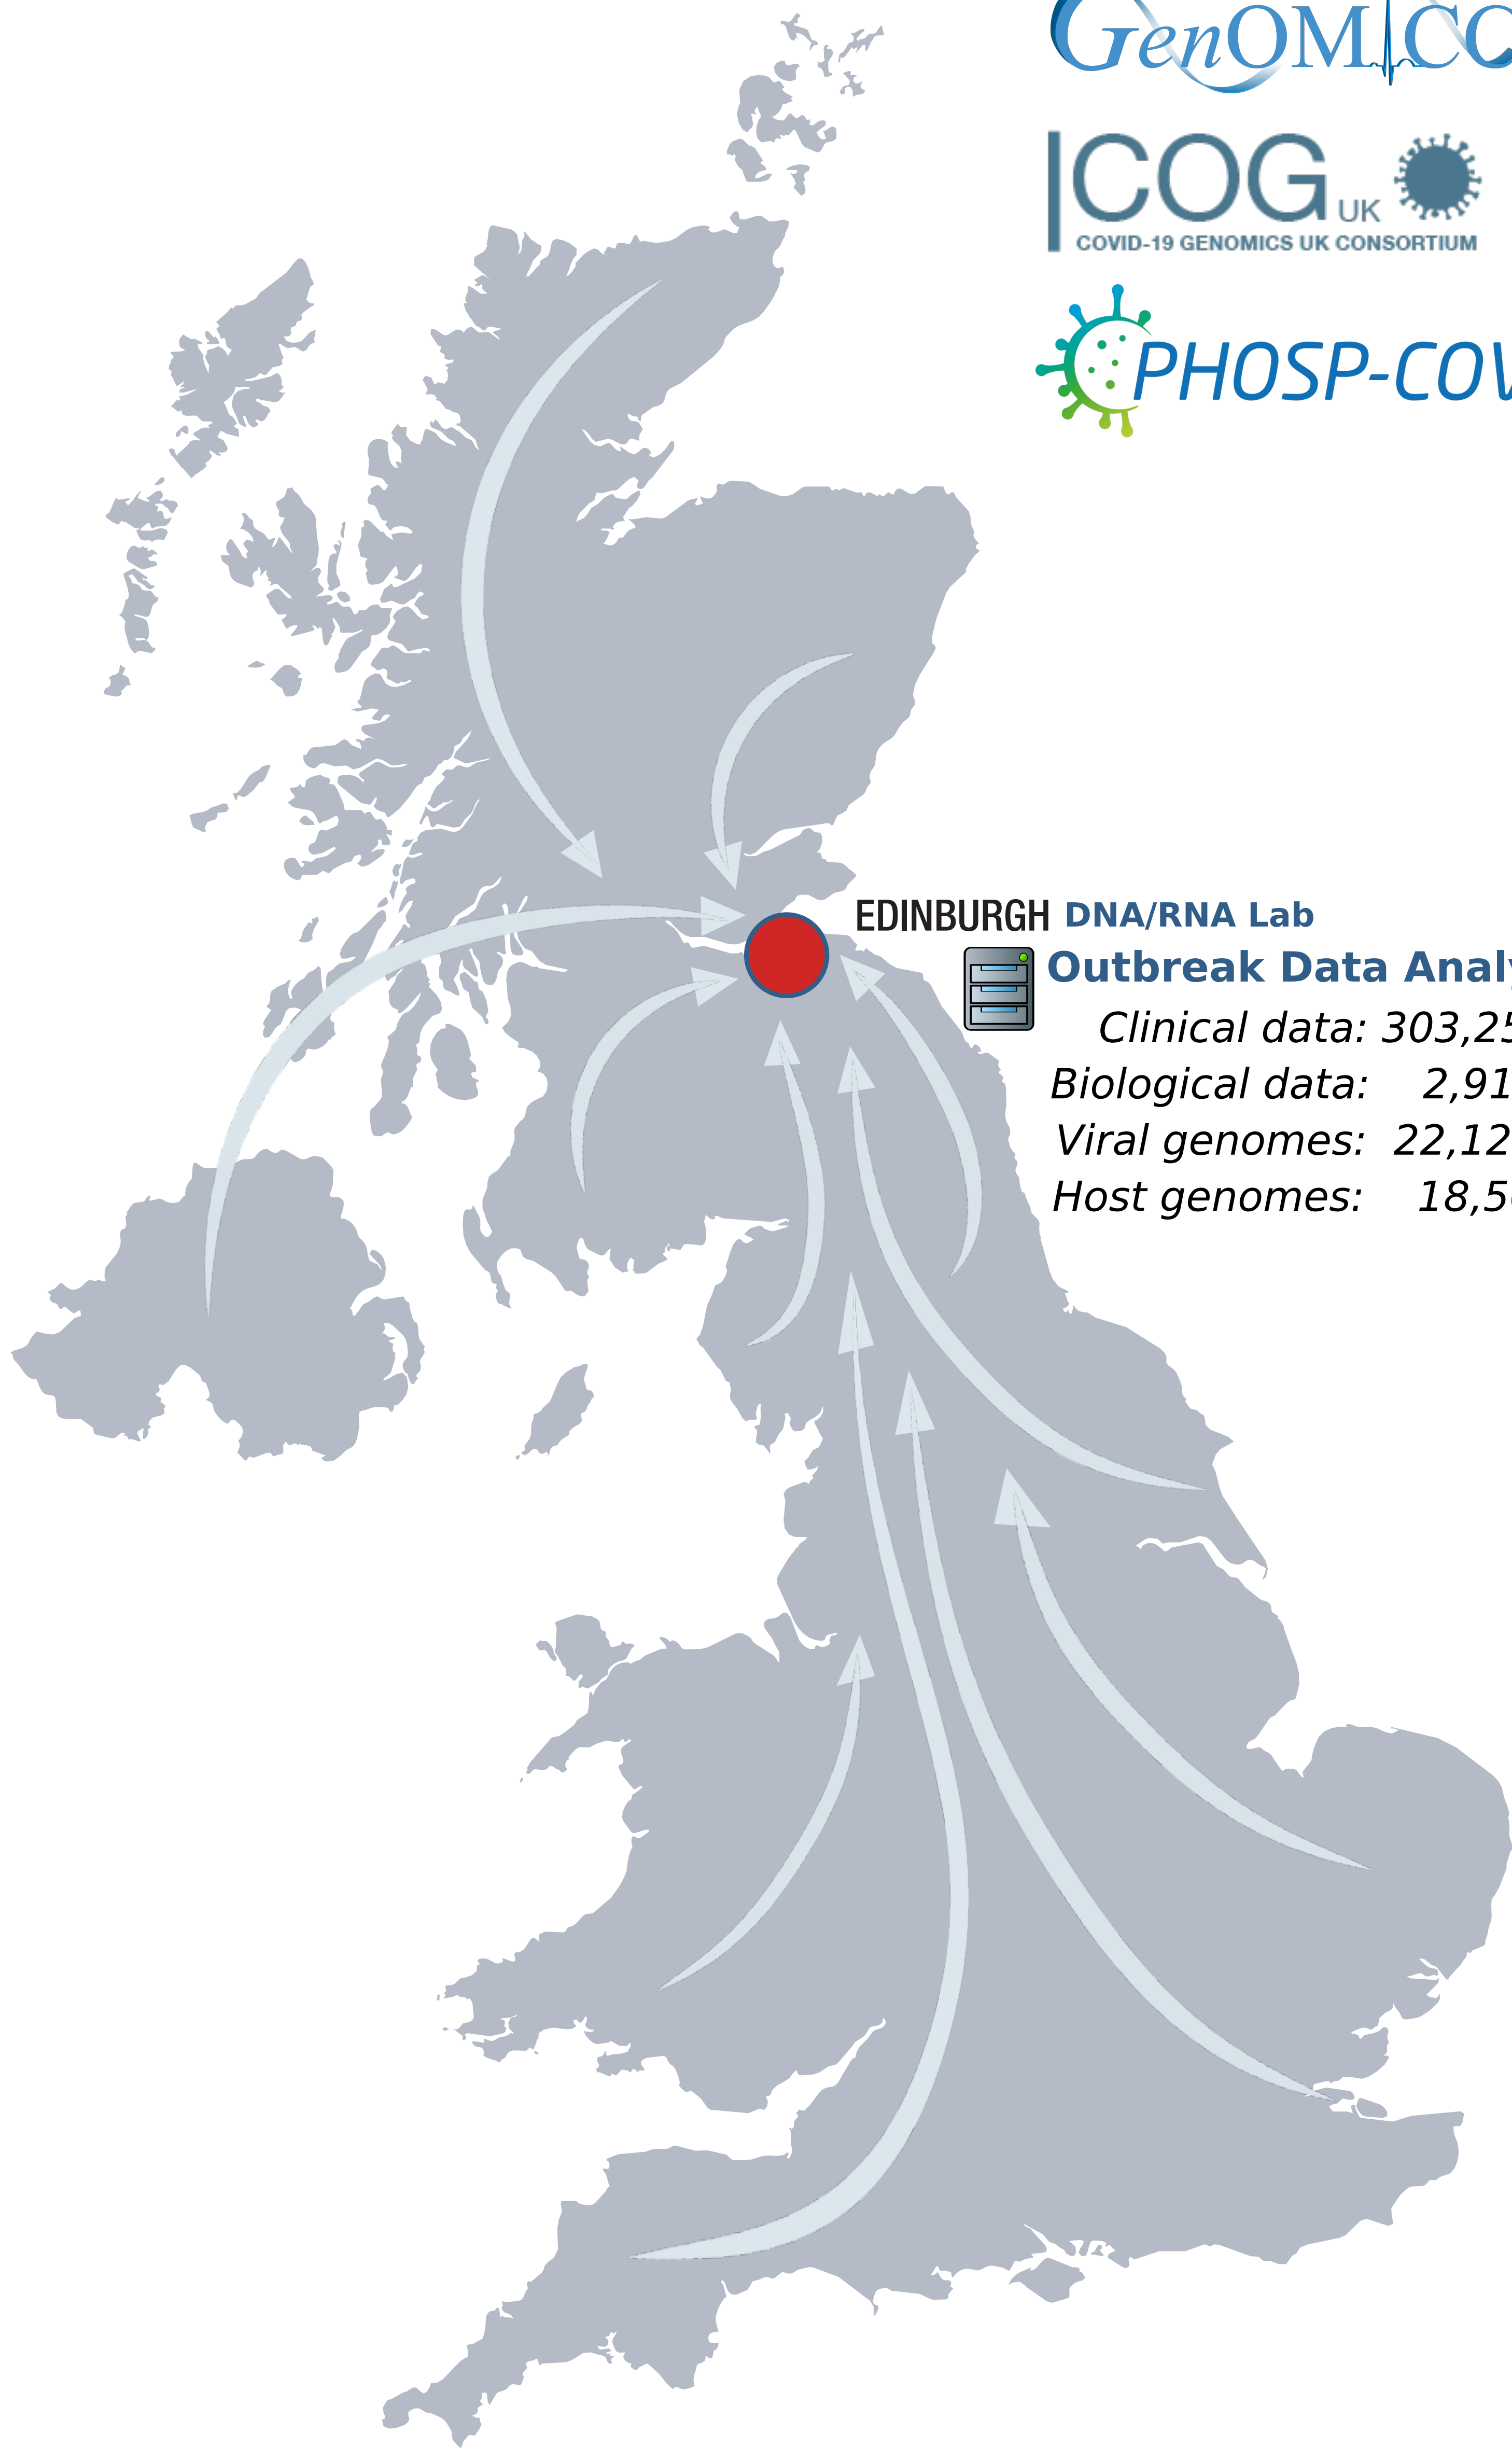 GenOMICC
COG UK
COVID-19 GENOMICS UK CONSORTIUM
PHOSP-COV
EDINBURGH DNA/RNA Lab
Outbreak Data Analy
Clinical data: 303,25
Biological data: 2,91
Viral genomes: 22,12
Host genomes: 18,5